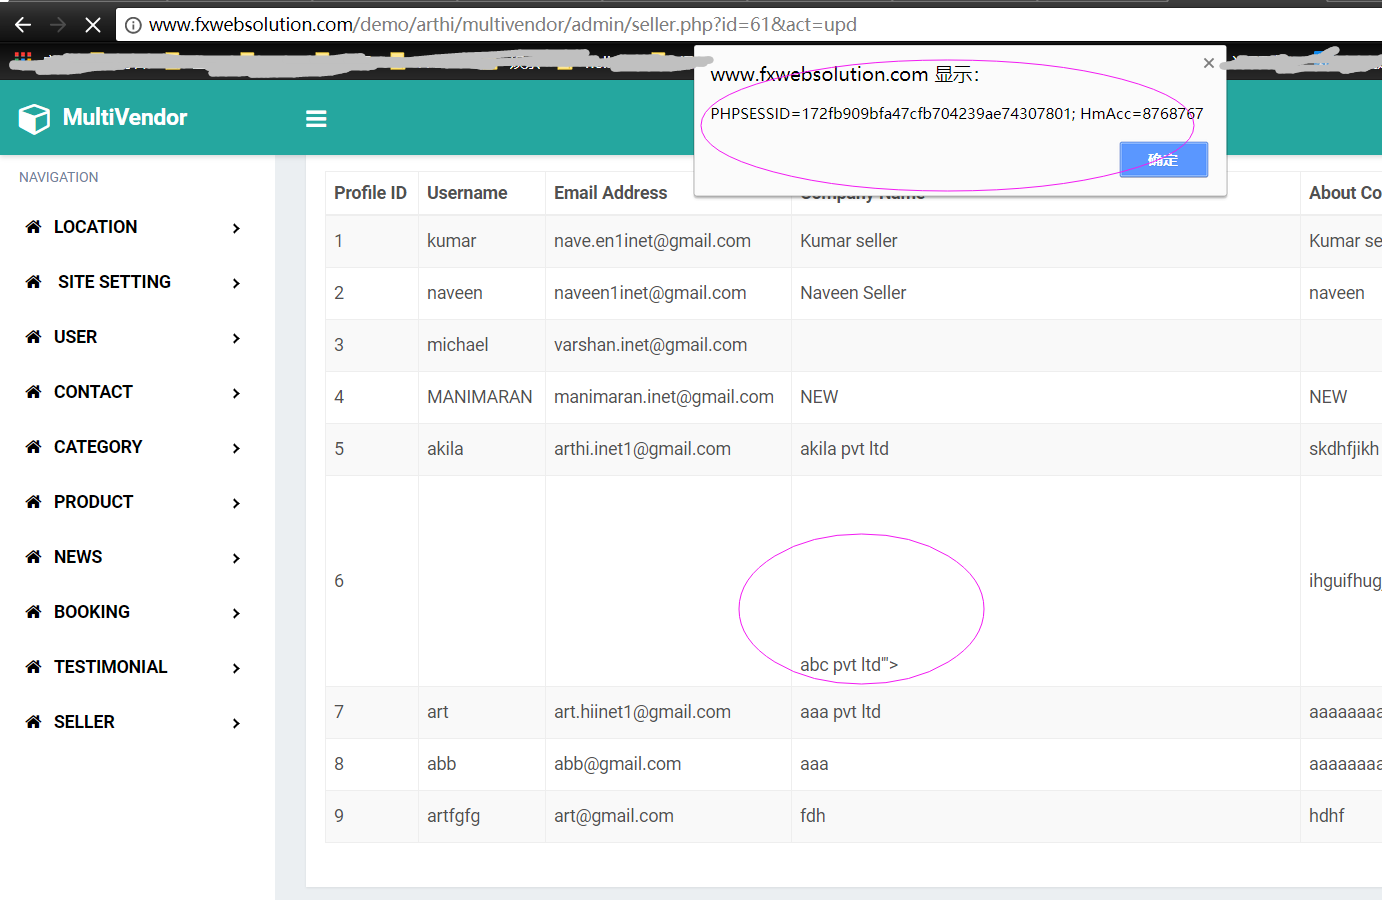 www.fxwebsolution.com/demo/arthi/multivendor/admin/seller.php?id=61&act=upd
www.fxwebsolution.com 显示：
PHPSESSID=172fb909bfa47cfb704239ae74307801; HmAcc=8768767
确定
MultiVendor
NAVIGATION
LOCATION
SITE SETTING
USER
CONTACT
CATEGORY
PRODUCT
NEWS
BOOKING
TESTIMONIAL
SELLER
Profile ID Username Email Address Company Name About Co
1 kumar nave.en1inet@gmail.com Kumar seller Kumar se
2 naveen naveen1inet@gmail.com Naveen Seller naveen
3 michael varshan.inet@gmail.com
4 MANIMARAN manimaran.inet@gmail.com NEW NEW
5 akila arthi.inet1@gmail.com akila pvt ltd skdhfjikh
6 ihguifhug
abc pvt ltd'">
7 art art.hiinet1@gmail.com aaa pvt ltd aaaaaaaa
8 abb abb@gmail.com aaa aaaaaaaa
9 artfgfg art@gmail.com fdh hdhf